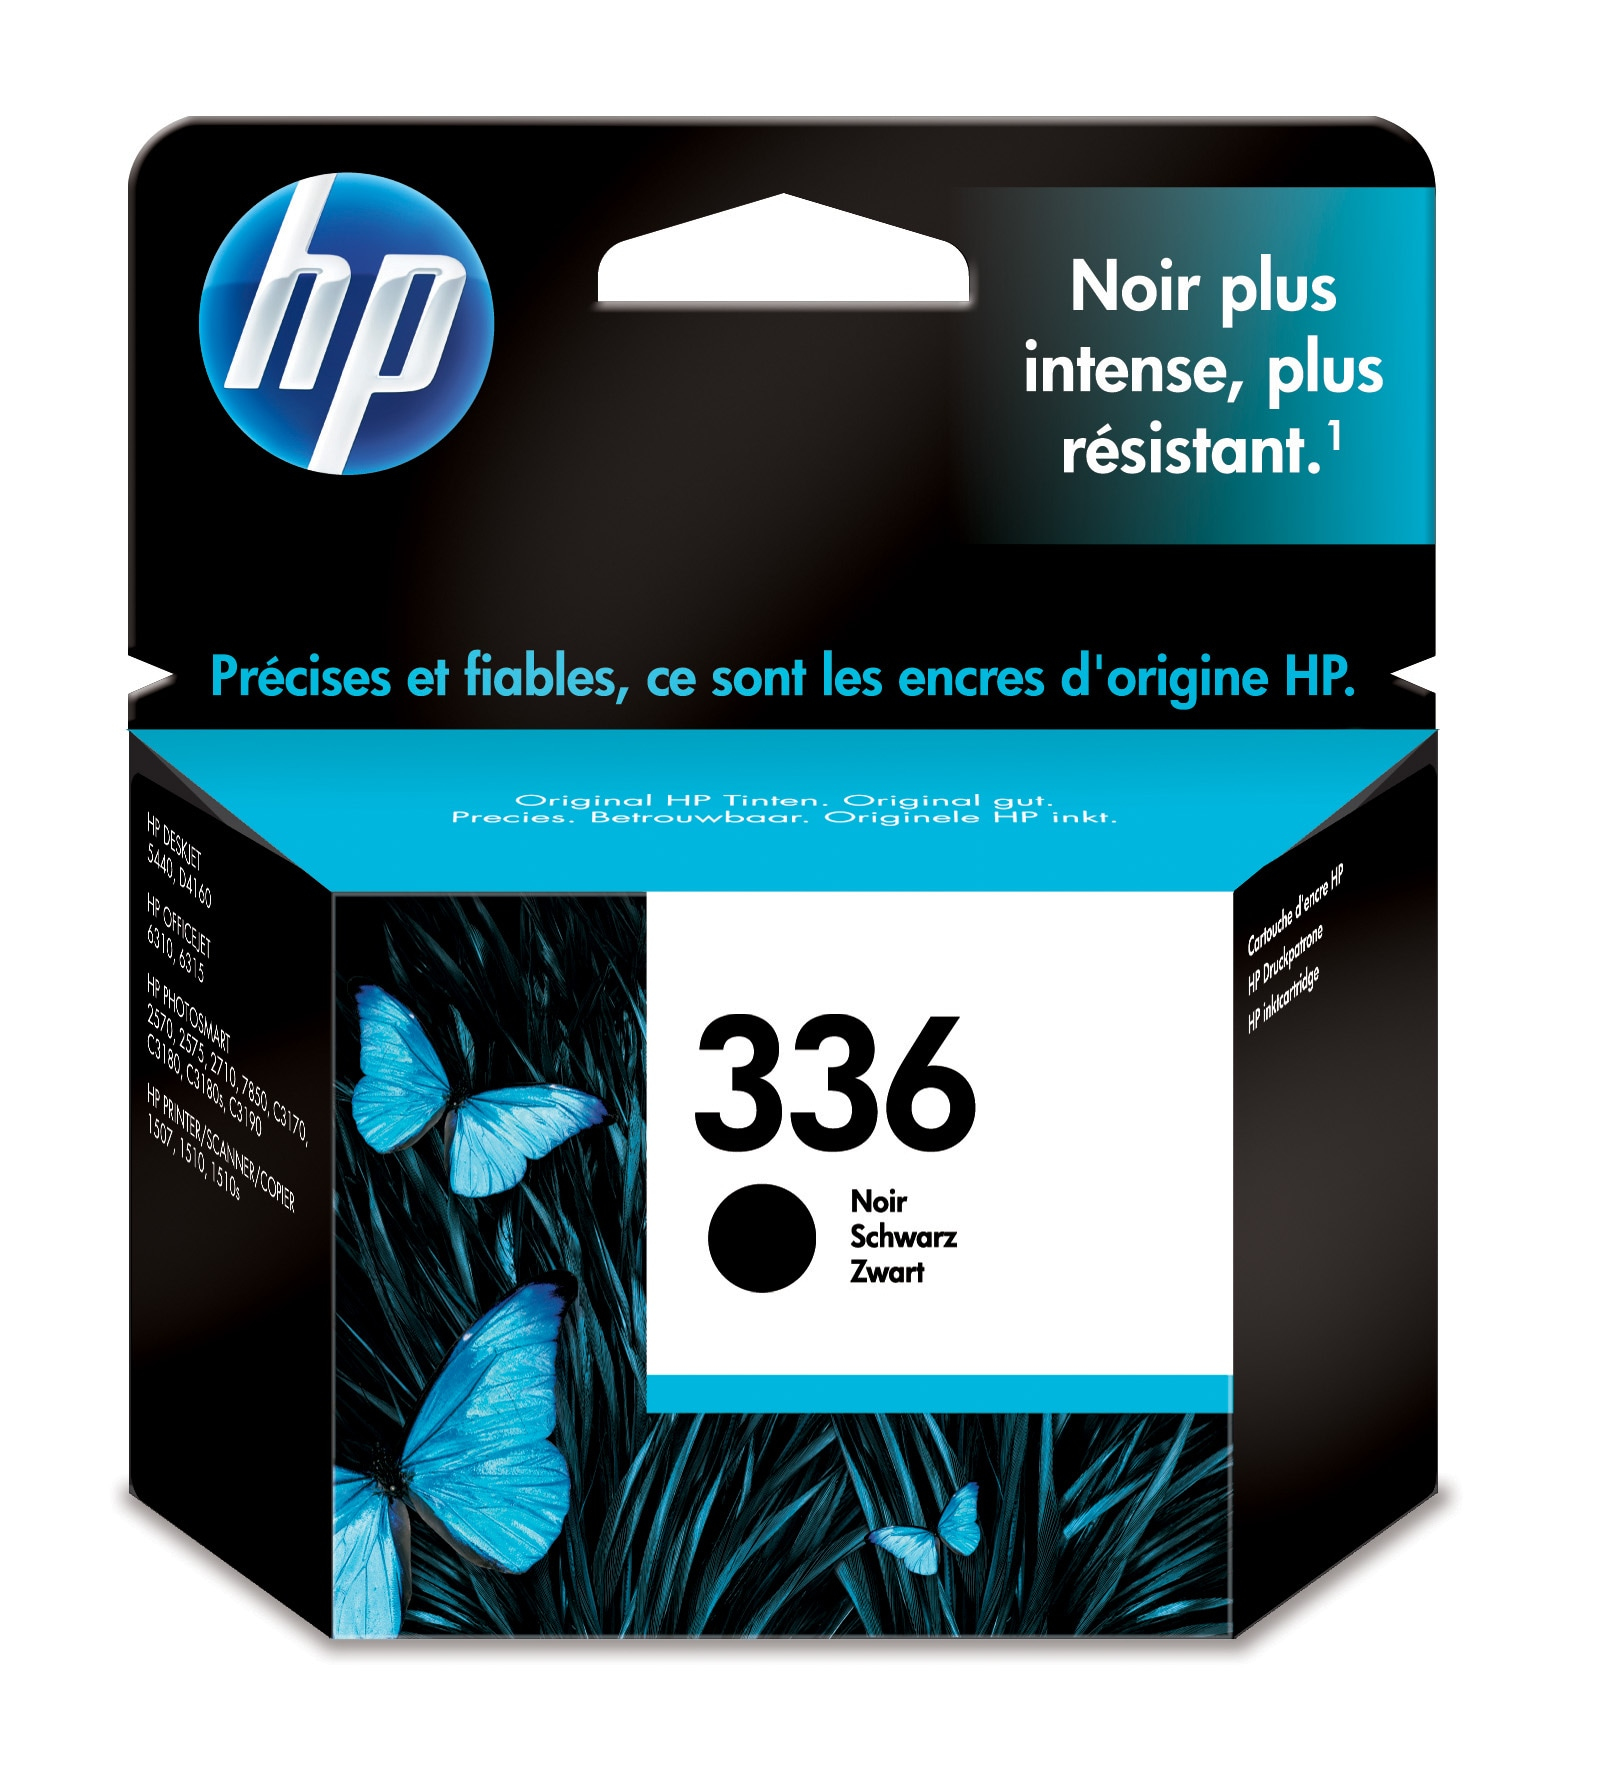 hp
Noir plus
intense, plus
résistant.¹
Précises et fiables, ce sont les encres d'origine HP.
Original HP Tinten. Original gut.
Precies. Betrouwbaar. Originele HP inkt.
HP DESKJET
5440, D4160
HP OFFICEJET
6310, 6315
HP PHOTOSMART
2570, 2575, 2710, 7850, C3170,
C3180, C3180s, C3190
HP PRINTER/SCANNER/COPIER
1507, 1510, 1510s
336
Noir
Schwarz
Zwart
Cartouche d'encre HP
HP Druckpatrone
HP inktcartridge